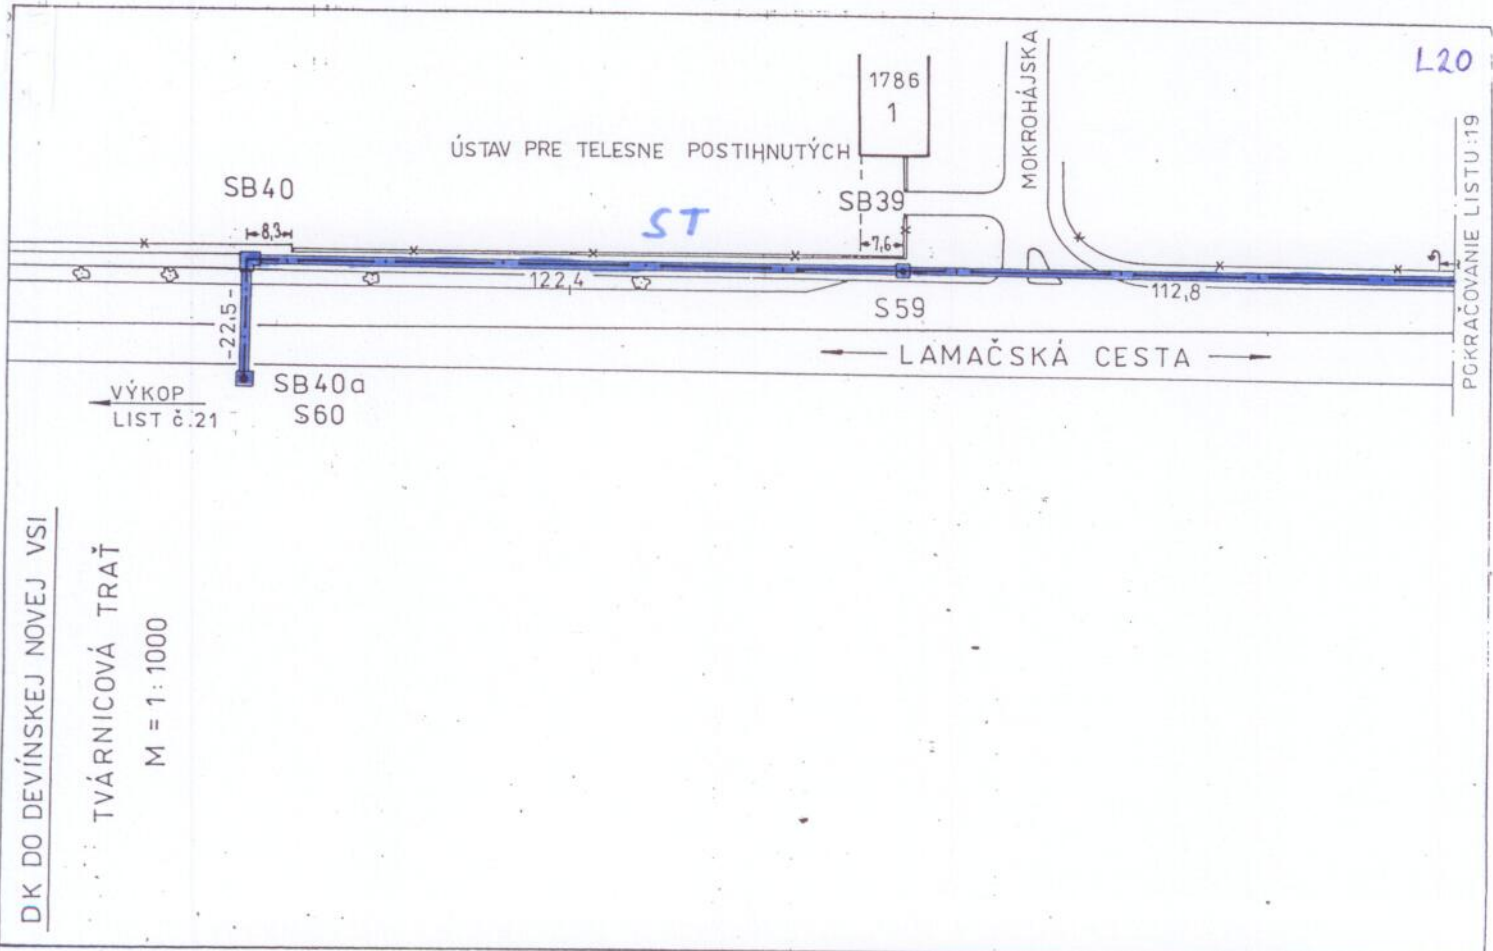 L20
1786
1
MOKROHÁJSKA
ÚSTAV PRE TELESNE POSTIHNUTÝCH
POKRAČOVANIE LISTU:19
SB40
SB39
ST
8,3
7,6
122,4
112,8
S59
-22,5-
LAMAČSKÁ CESTA
SB40a
S60
VÝKOP
LIST č.21
DK DO DEVÍNSKEJ NOVEJ VSI
TVÁRNICOVÁ TRAŤ
M = 1:1000